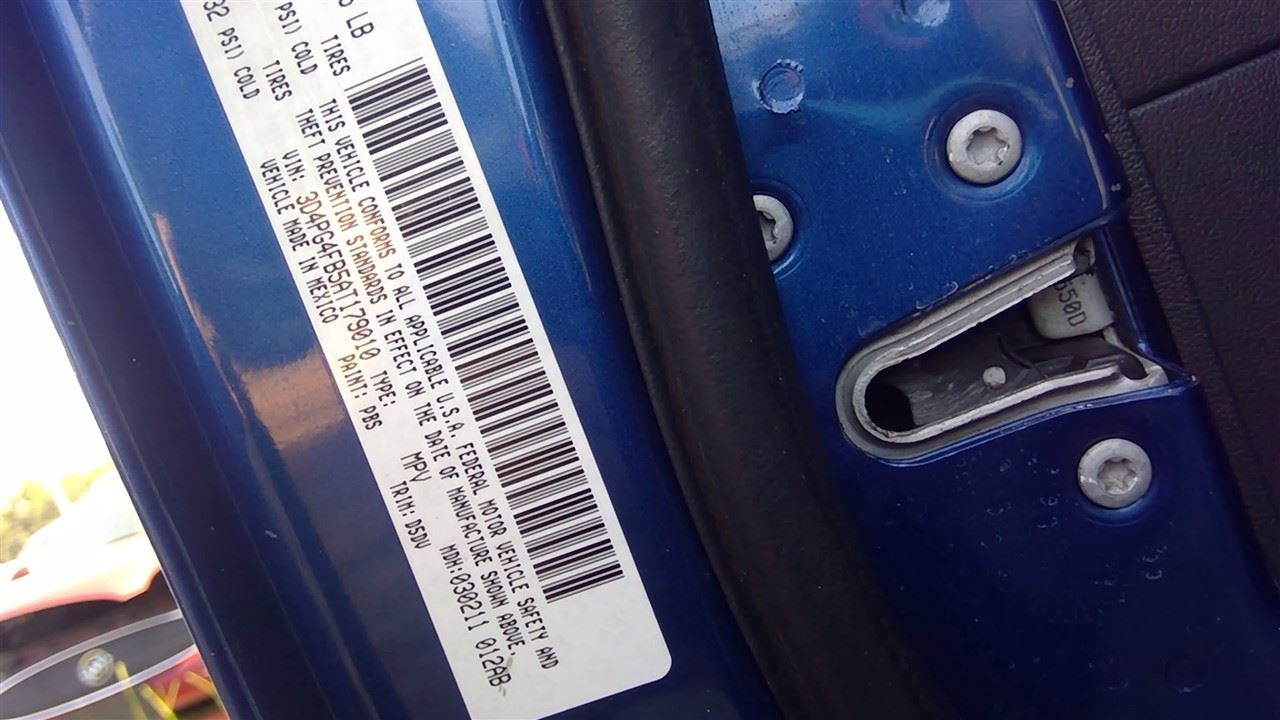 LB
TIRES PSI) COLD
TIRES 32 PSI) COLD
THIS VEHICLE CONFORMS TO ALL APPLICABLE U.S.A. FEDERAL MOTOR VEHICLE SAFETY AND
THEFT PREVENTION STANDARDS IN EFFECT ON THE DATE OF MANUFACTURE SHOWN ABOVE.
VIN: 3D4PG4FB5AT179010 TYPE: MPV MDH:030211 012AB
VEHICLE MADE IN MEXICO PAINT: PBS TRIM: D5DV
550D